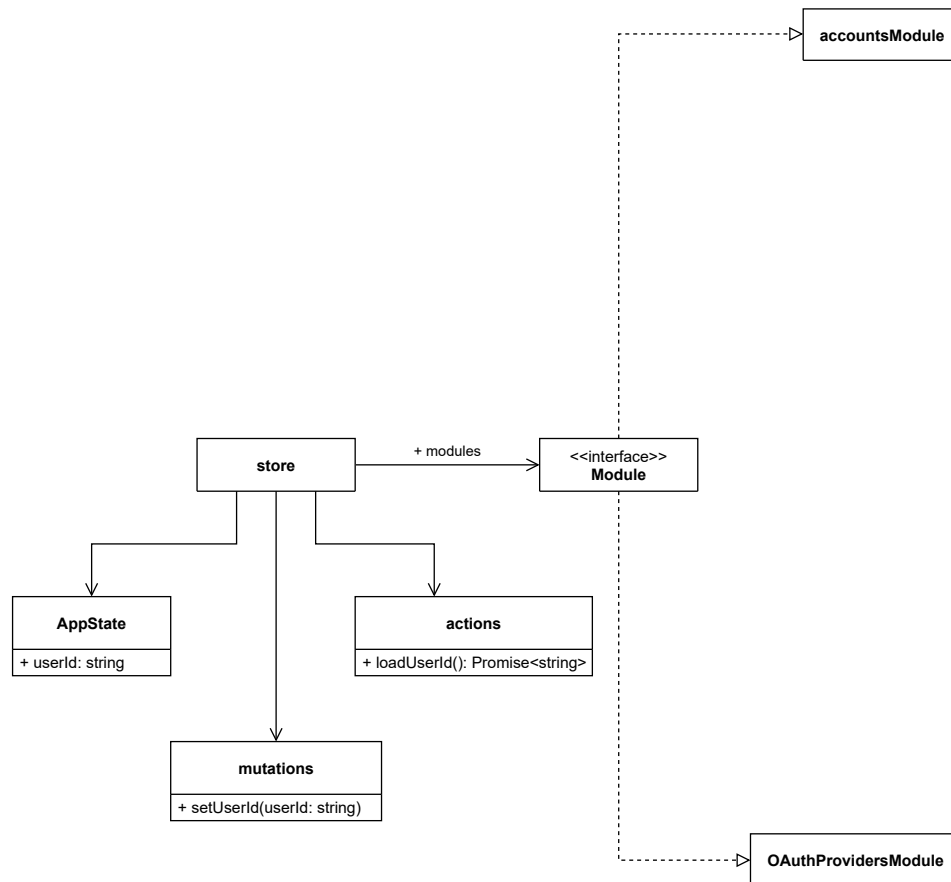 accountsModule
+ modules
store
<<interface>>
Module
AppState
+ userId: string
actions
+ loadUserId(): Promise<string>
mutations
+ setUserId(userId: string)
OAuthProvidersModule